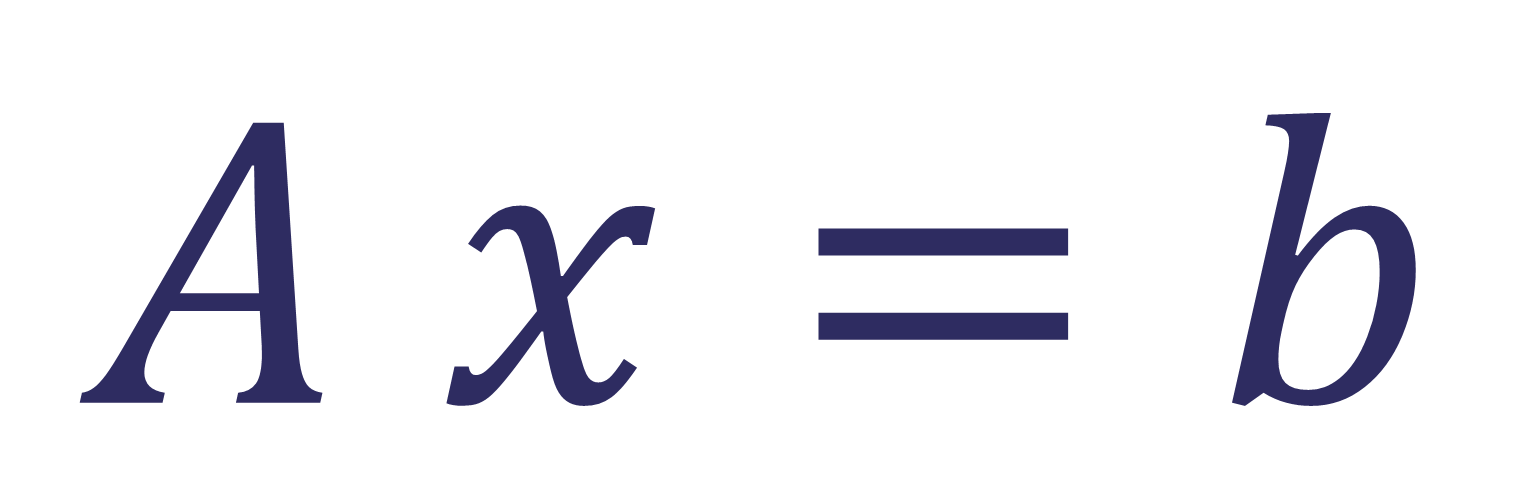 A x = b